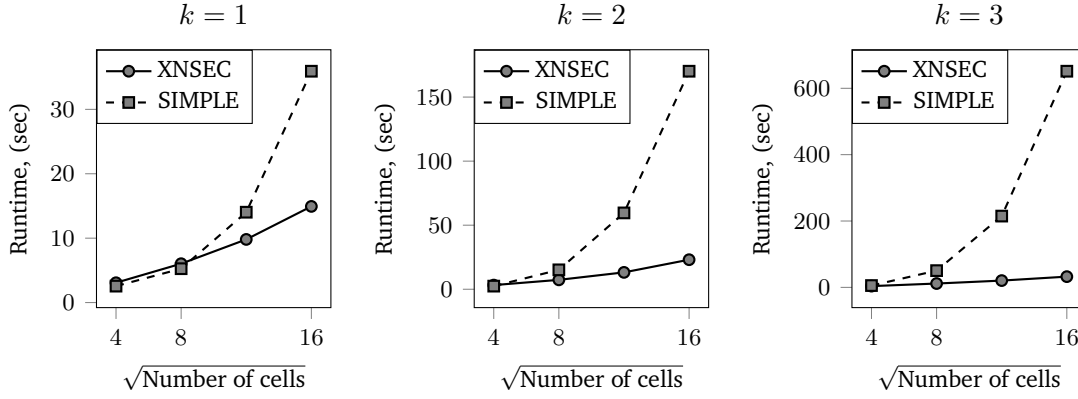 k = 1
XNSEC
SIMPLE
Runtime, (sec)
30
20
10
0
4 8 16
√Number of cells
k = 2
XNSEC
SIMPLE
Runtime, (sec)
150
100
50
0
4 8 16
√Number of cells
k = 3
XNSEC
SIMPLE
Runtime, (sec)
600
400
200
0
4 8 16
√Number of cells